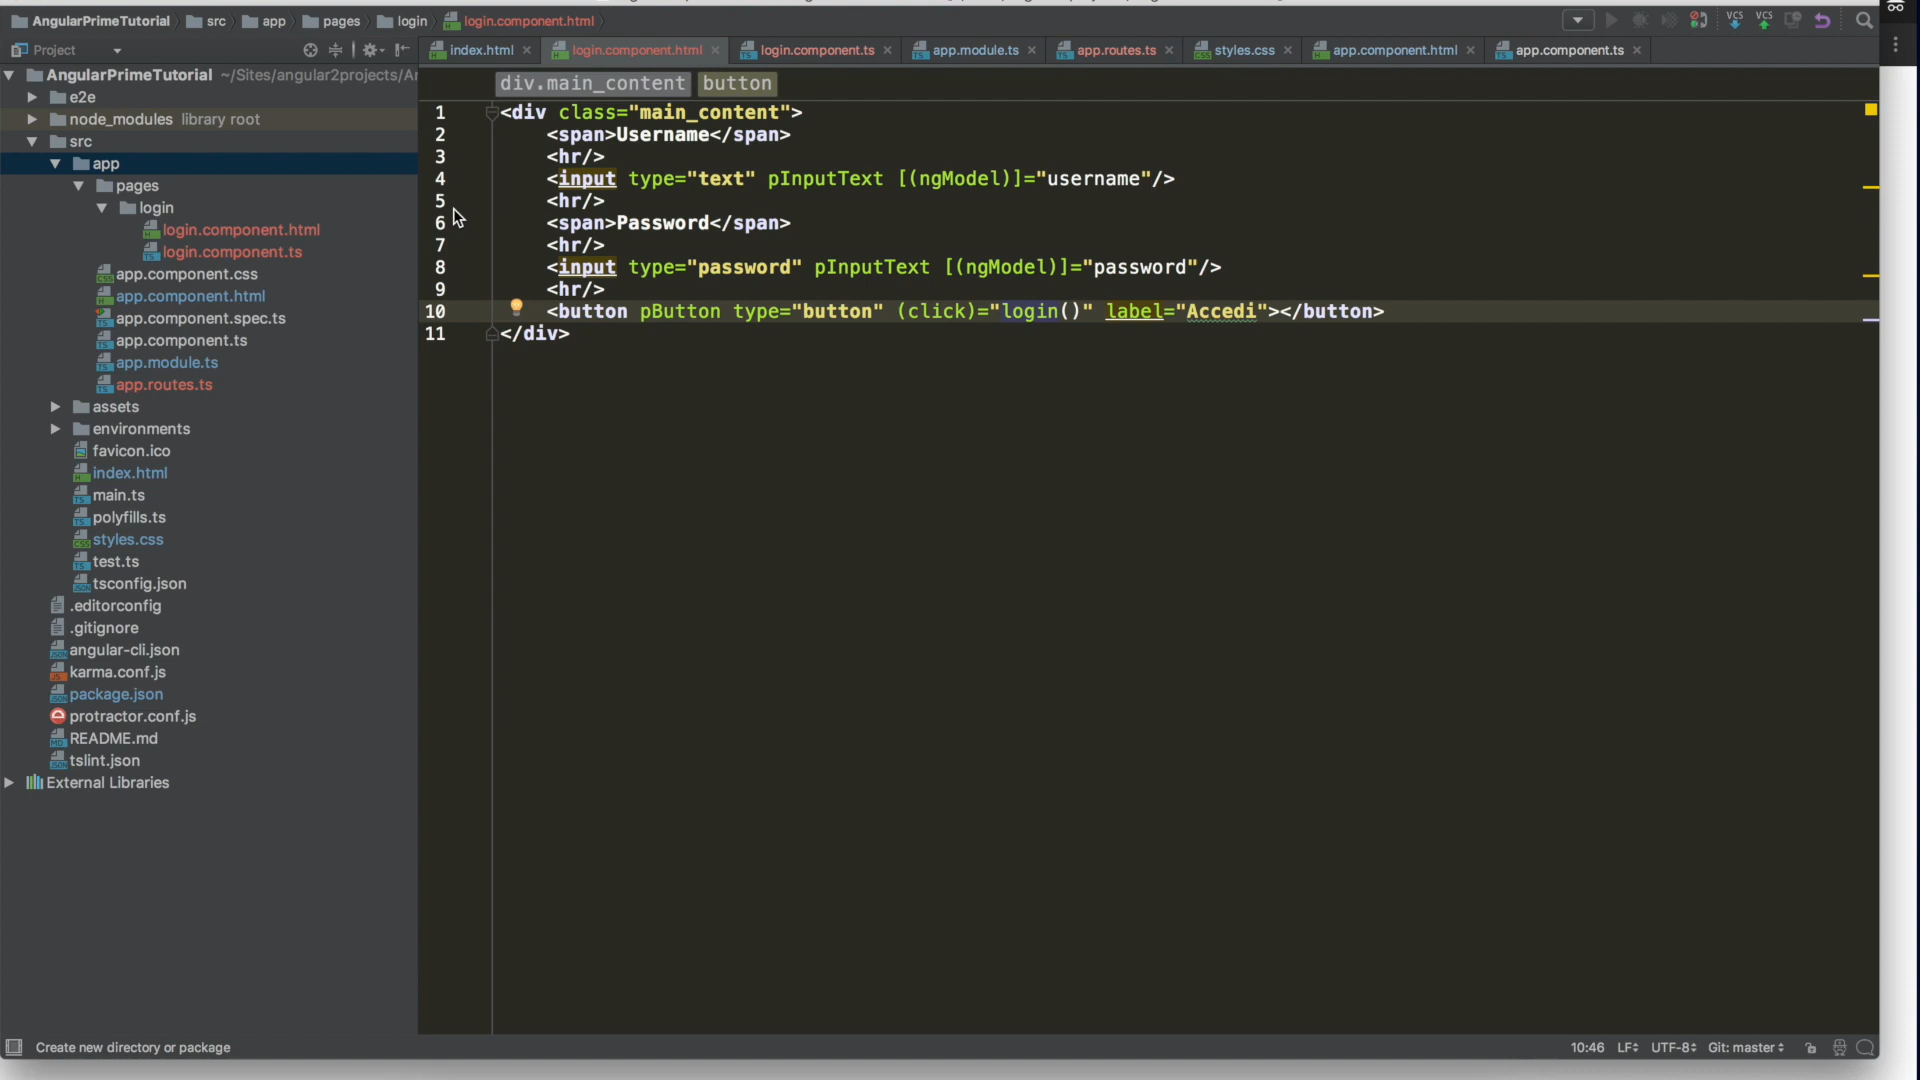 AngularPrimeTutorial src app pages login login.component.html
VCS VCS
Project
index.html login.component.html login.component.ts app.module.ts app.routes.ts styles.css app.component.html app.component.ts
AngularPrimeTutorial ~/Sites/angular2projects/Ar
e2e
node_modules library root
src
app
pages
login
login.component.html
login.component.ts
app.component.css
app.component.html
app.component.spec.ts
app.component.ts
app.module.ts
app.routes.ts
assets
environments
favicon.ico
index.html
main.ts
polyfills.ts
styles.css
test.ts
tsconfig.json
.editorconfig
.gitignore
angular-cli.json
karma.conf.js
package.json
protractor.conf.js
README.md
tslint.json
External Libraries
div.main_content button
1 <div class="main_content">
2 <span>Username</span>
3 <hr/>
4 <input type="text" pInputText [(ngModel)]="username"/>
5 <hr/>
6 <span>Password</span>
7 <hr/>
8 <input type="password" pInputText [(ngModel)]="password"/>
9 <hr/>
10 <button pButton type="button" (click)="login()" label="Accedi"></button>
11 </div>
Create new directory or package
10:46 LF UTF-8 Git: master